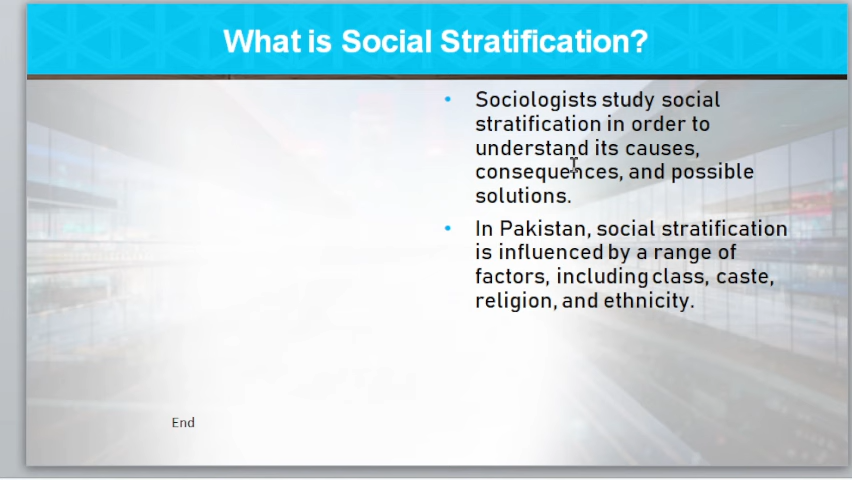 What is Social Stratification?
• Sociologists study social
stratification in order to
understand its causes,
consequences, and possible
solutions.
• In Pakistan, social stratification
is influenced by a range of
factors, including class, caste,
religion, and ethnicity.
End